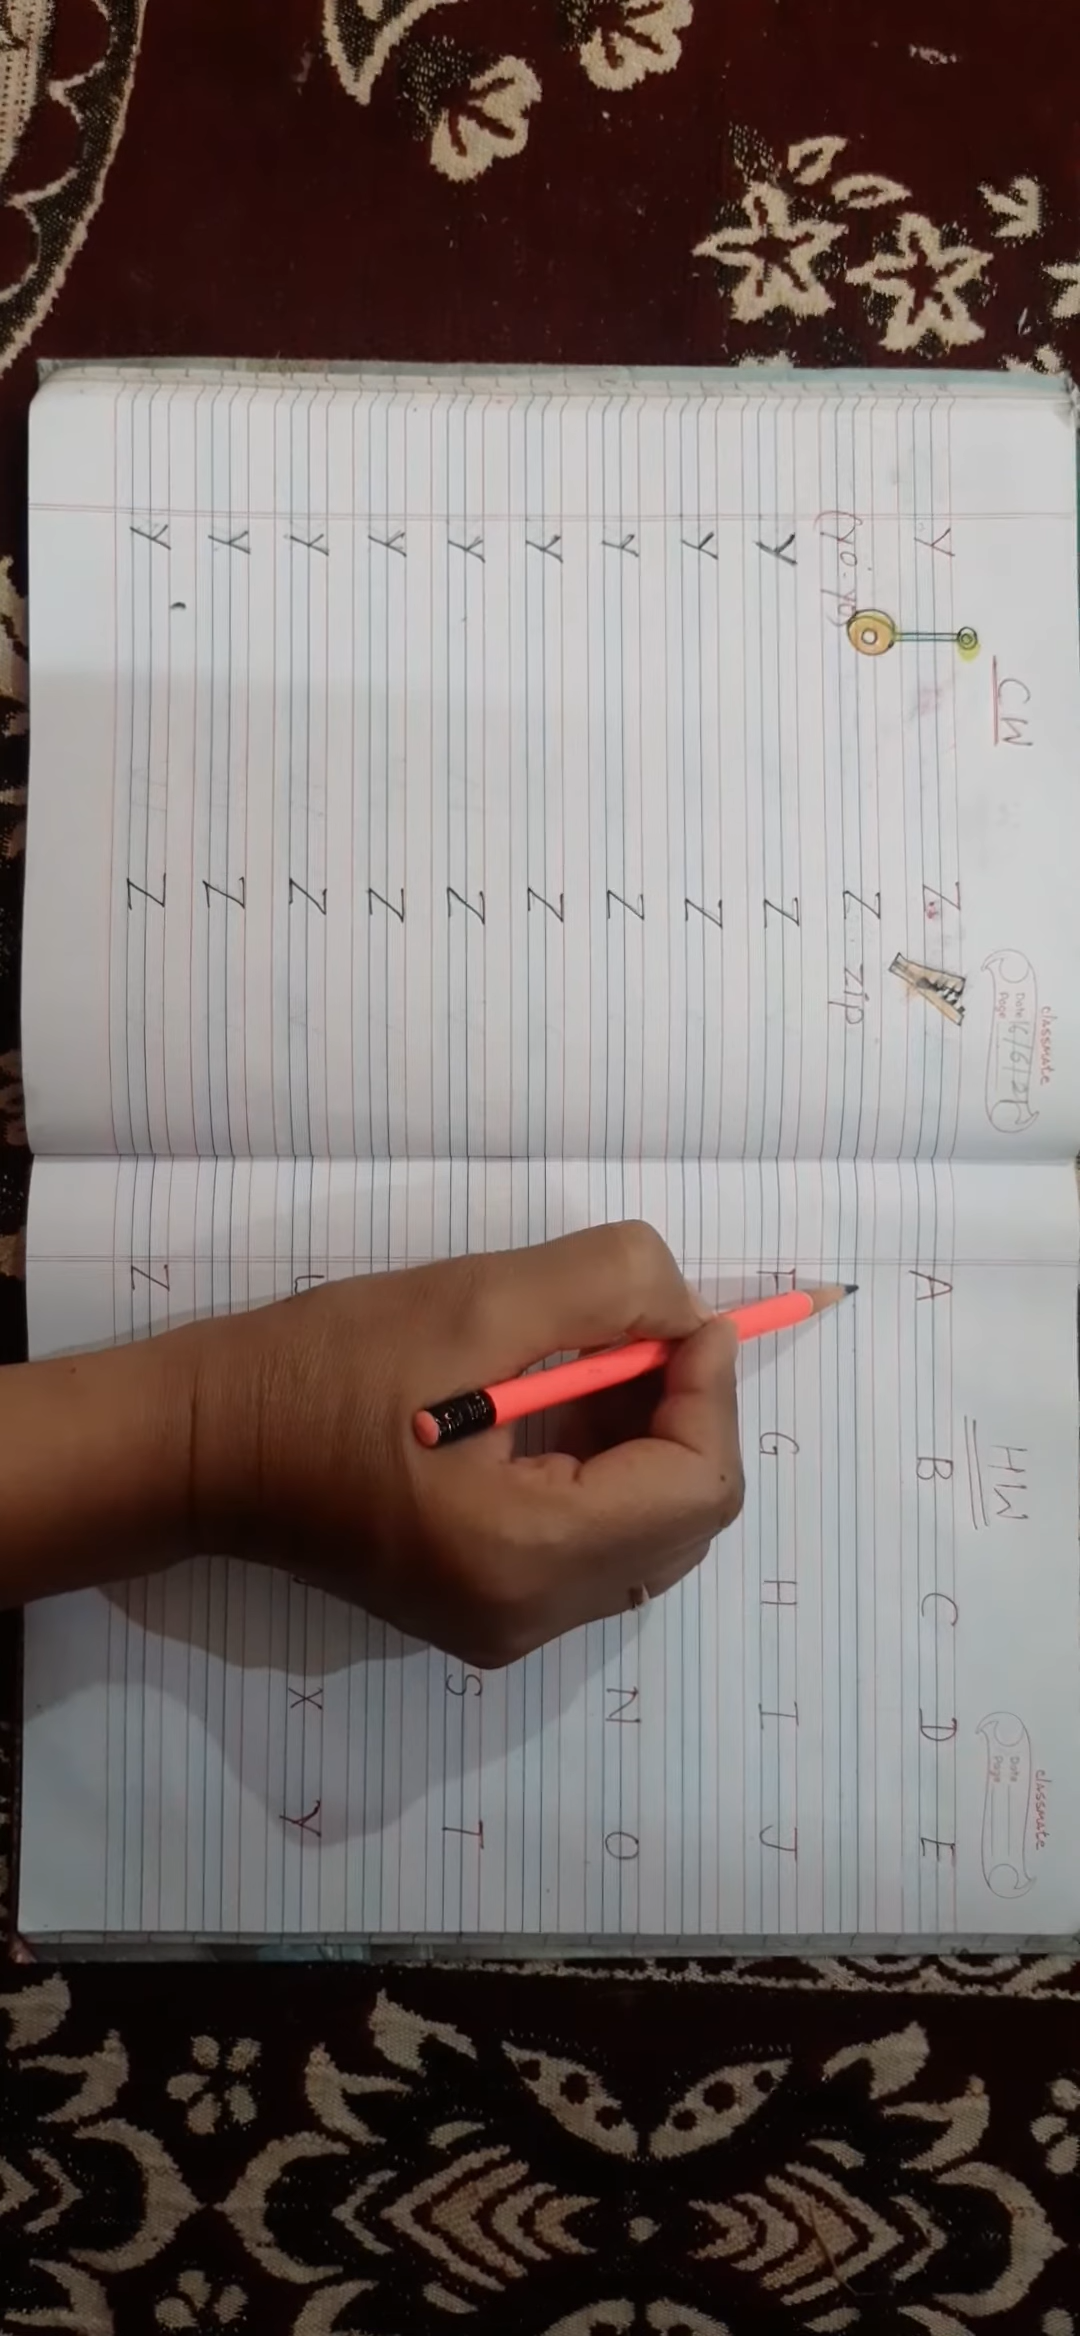 CW
classmate
Date 16/6/21
Page
Y Z
(yo-yo) Z zip
Y Z
Y Z
Y Z
Y Z
Y Z
Y Z
Y Z
Y Z
HW
classmate
Date
Page
A B C D E
F G H I J
N O
S T
X Y
Z